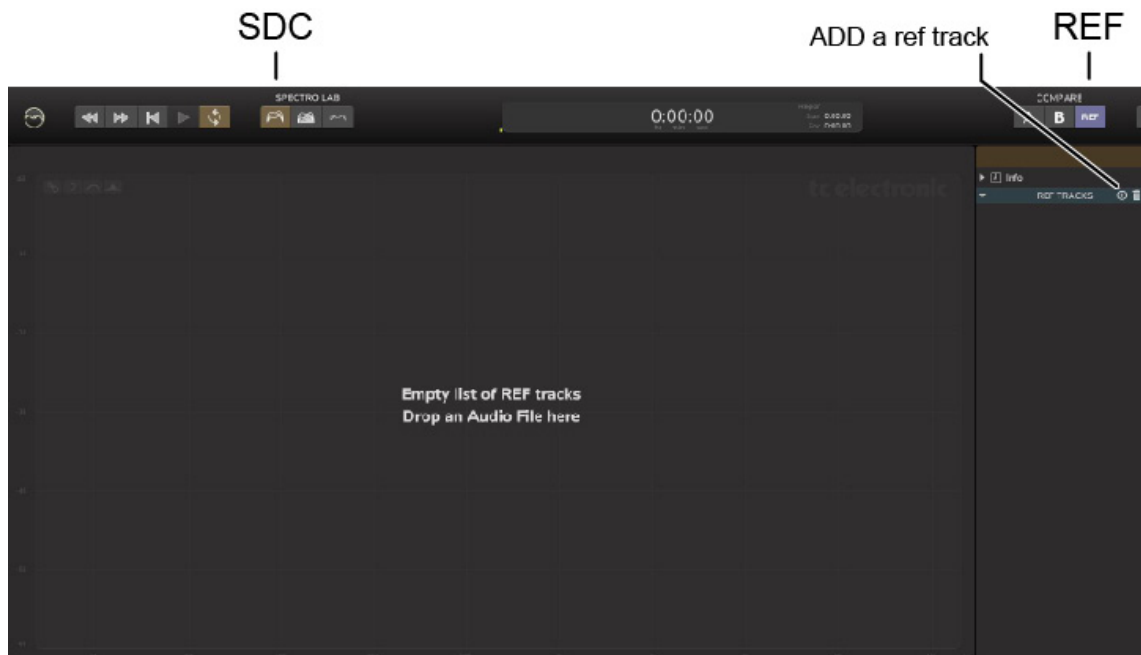 SDC
ADD a ref track
REF
SPECTRO LAB
COMPARE
0:00:00
B
REF
tc electronic
Info
REF TRACKS
Empty list of REF tracks
Drop an Audio File here